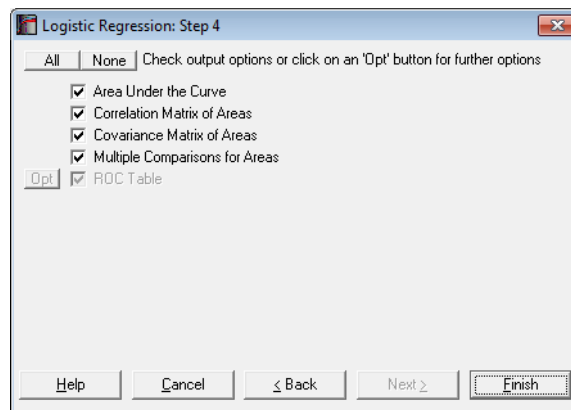 Logistic Regression: Step 4
All None Check output options or click on an 'Opt' button for further options
Area Under the Curve
Correlation Matrix of Areas
Covariance Matrix of Areas
Multiple Comparisons for Areas
Opt ROC Table
Help Cancel < Back Next > Finish